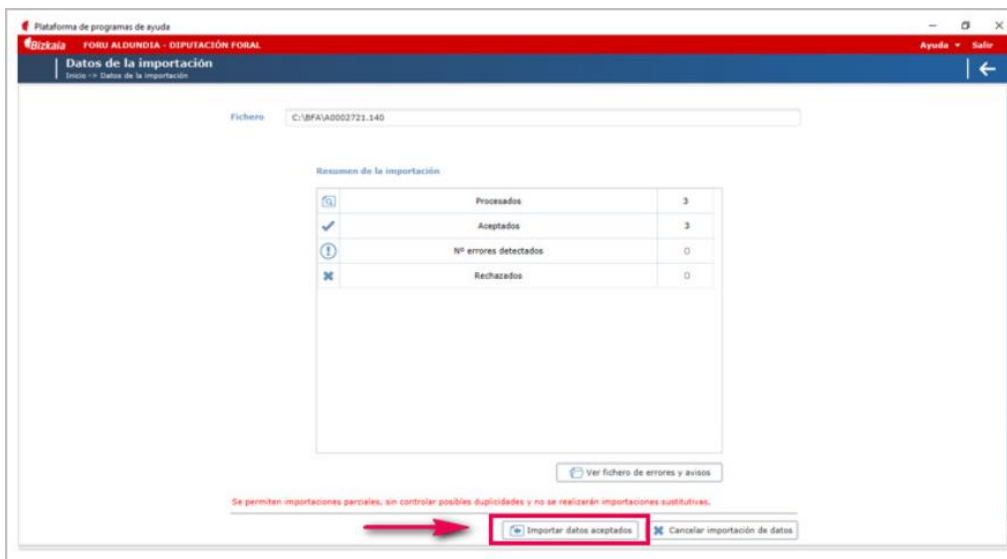 Plataforma de programas de ayuda
Bizkaia FORU ALDUNDIA - DIPUTACIÓN FORAL Ayuda Salir
Datos de la importación
Inicio -> Datos de la importación
Fichero C:\BFA\A0002721.140
Resumen de la importación
Procesados 3
Aceptados 3
Nº errores detectados 0
Rechazados 0
Ver fichero de errores y avisos
Se permiten importaciones parciales, sin controlar posibles duplicidades y no se realizarán importaciones sustitutivas.
Importar datos aceptados Cancelar importación de datos